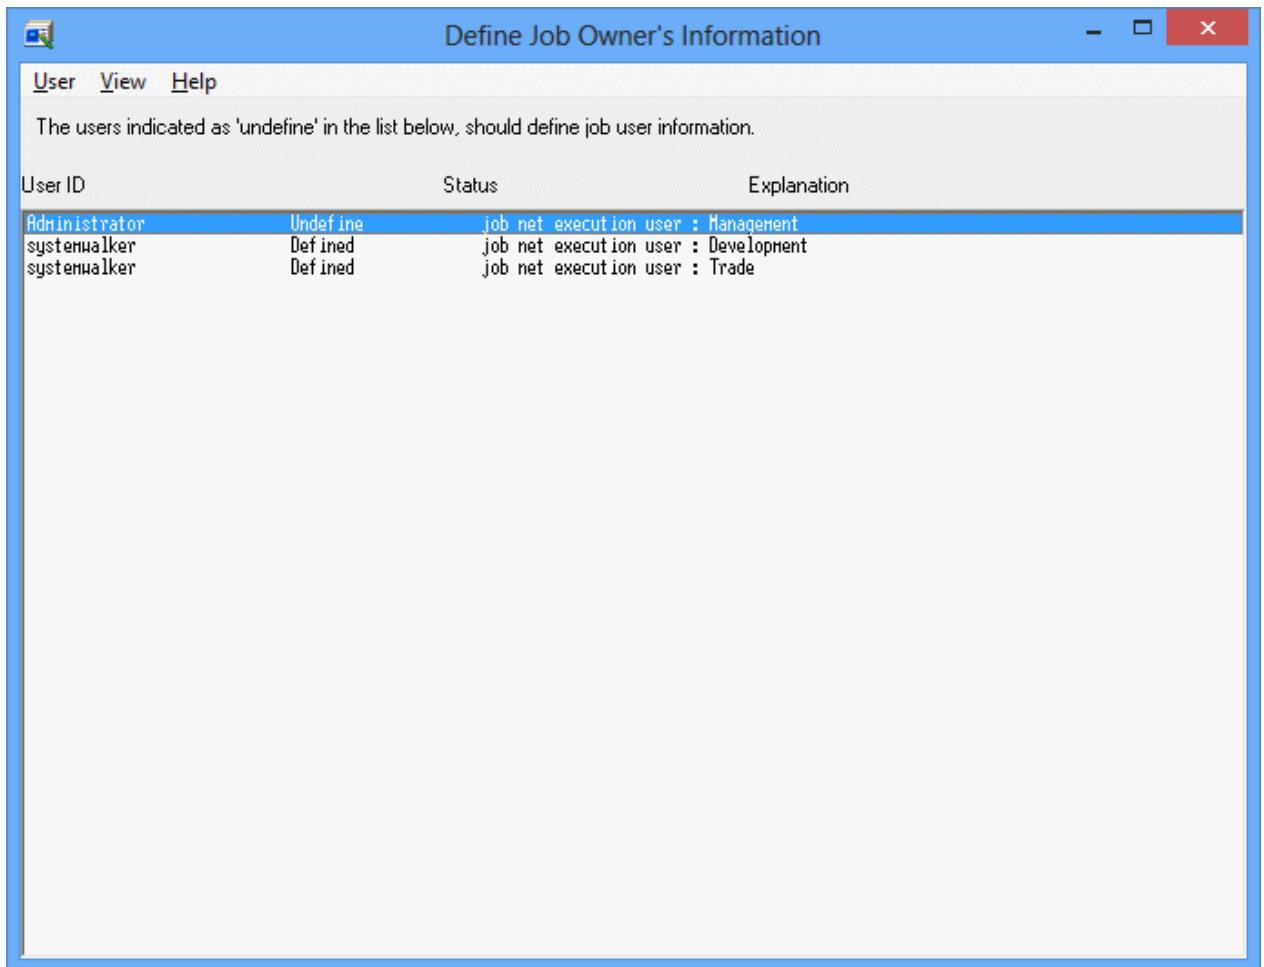 Define Job Owner's Information
User View Help
The users indicated as 'undefine' in the list below, should define job user information.
User ID Status Explanation
Administrator Undefine job net execution user : Management
systemwalker Defined job net execution user : Development
systemwalker Defined job net execution user : Trade